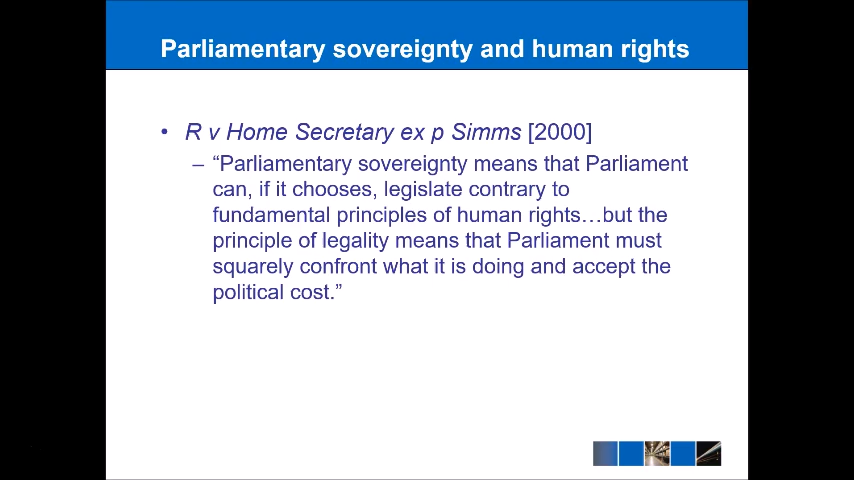 Parliamentary sovereignty and human rights
• R v Home Secretary ex p Simms [2000]
– “Parliamentary sovereignty means that Parliament
can, if it chooses, legislate contrary to
fundamental principles of human rights…but the
principle of legality means that Parliament must
squarely confront what it is doing and accept the
political cost.”